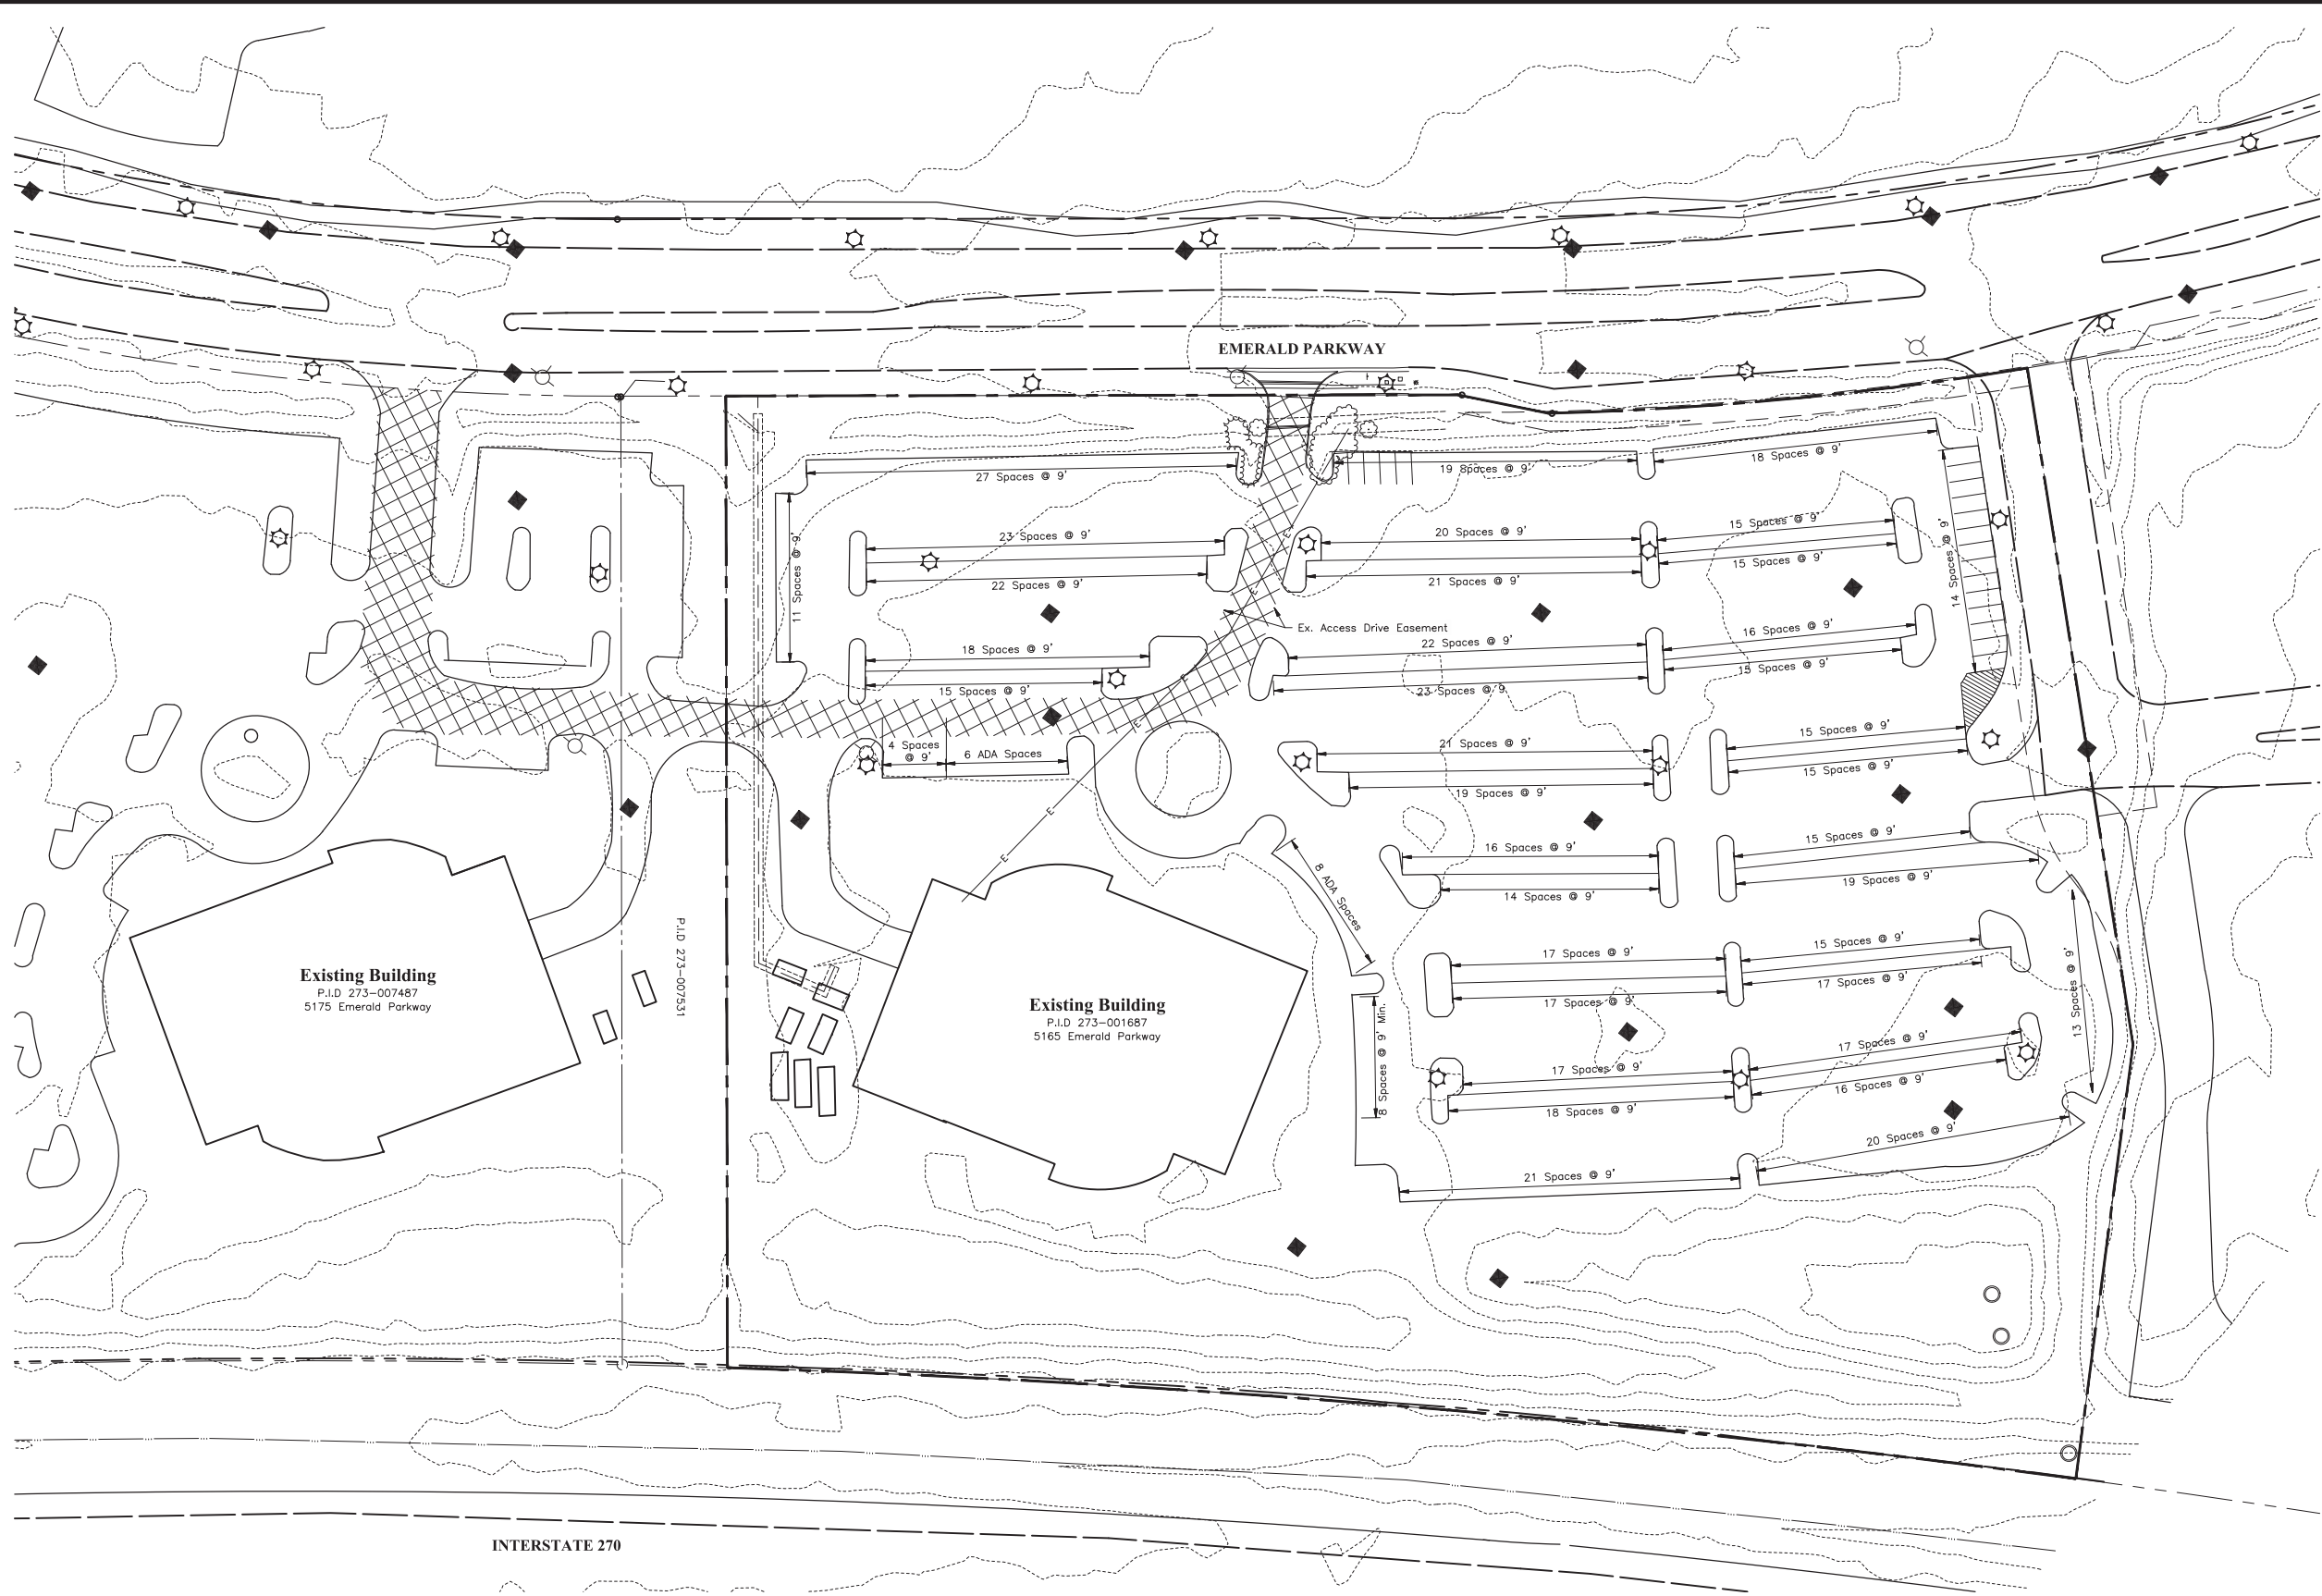 EMERALD PARKWAY
27 Spaces @ 9'
19 Spaces @ 9'
18 Spaces @ 9'
11 Spaces @ 9'
23 Spaces @ 9'
22 Spaces @ 9'
20 Spaces @ 9'
21 Spaces @ 9'
15 Spaces @ 9'
15 Spaces @ 9'
14 Spaces @ 9'
E
E
Ex. Access Drive Easement
18 Spaces @ 9'
15 Spaces @ 9'
22 Spaces @ 9'
23 Spaces @ 9
16 Spaces @ 9'
15 Spaces @ 9'
E
4 Spaces
@ 9'
6 ADA Spaces
21 Spaces @ 9'
19 Spaces @ 9'
15 Spaces @ 9'
15 Spaces @ 9'
E
E
8 ADA Spaces
16 Spaces @ 9'
14 Spaces @ 9'
15 Spaces @ 9'
19 Spaces @ 9'
P.I.D 273-007531
17 Spaces @ 9'
17 Spaces @ 9'
15 Spaces @ 9'
17 Spaces @ 9'
13 Spaces @ 9'
Existing Building
P.I.D 273-007487
5175 Emerald Parkway
Existing Building
P.I.D 273-001687
5165 Emerald Parkway
8 Spaces @ 9' Min.
17 Spaces @ 9'
18 Spaces @ 9'
17 Spaces @ 9'
16 Spaces @ 9'
21 Spaces @ 9'
20 Spaces @ 9'
INTERSTATE 270